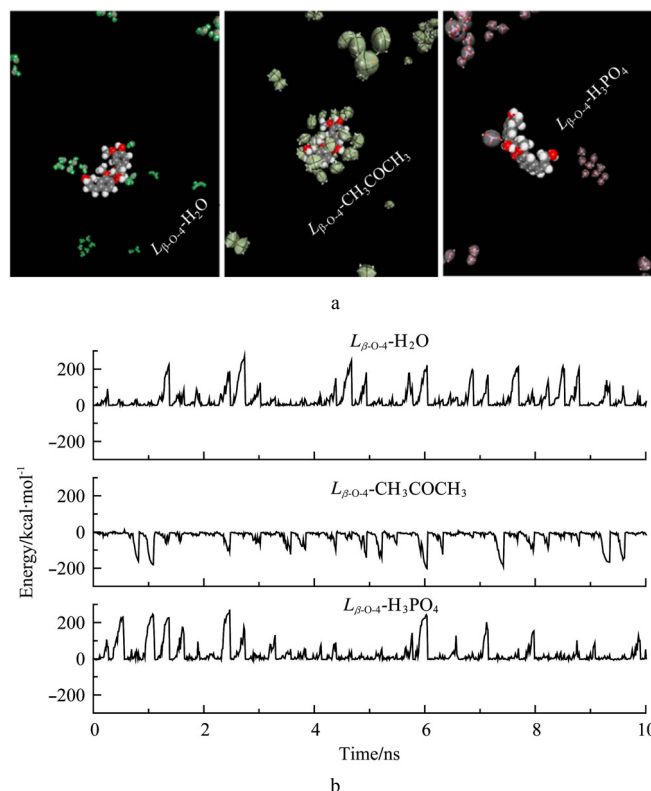 Lβ-O-4-H₂O
Lβ-O-4-CH₃COCH₃
Lβ-O-4-H₃PO₄
a
Lβ-O-4-H₂O
200
0
−200
Lβ-O-4-CH₃COCH₃
200
0
−200
Lβ-O-4-H₃PO₄
200
0
−200
Energy/kcal·mol⁻¹
0 2 4 6 8 10
Time/ns
b